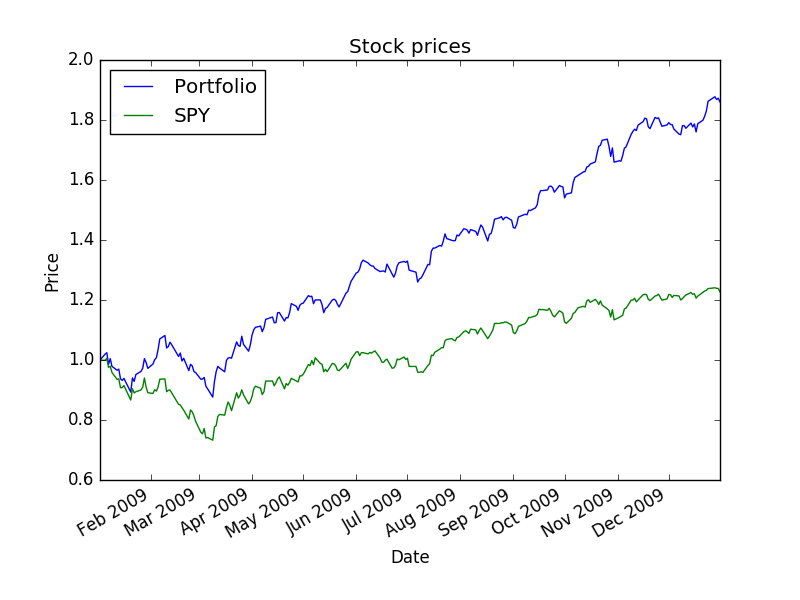 Stock prices
Portfolio
SPY
2.0
1.8
1.6
1.4
1.2
1.0
0.8
0.6
Price
Feb 2009
Mar 2009
Apr 2009
May 2009
Jun 2009
Jul 2009
Aug 2009
Sep 2009
Oct 2009
Nov 2009
Dec 2009
Date